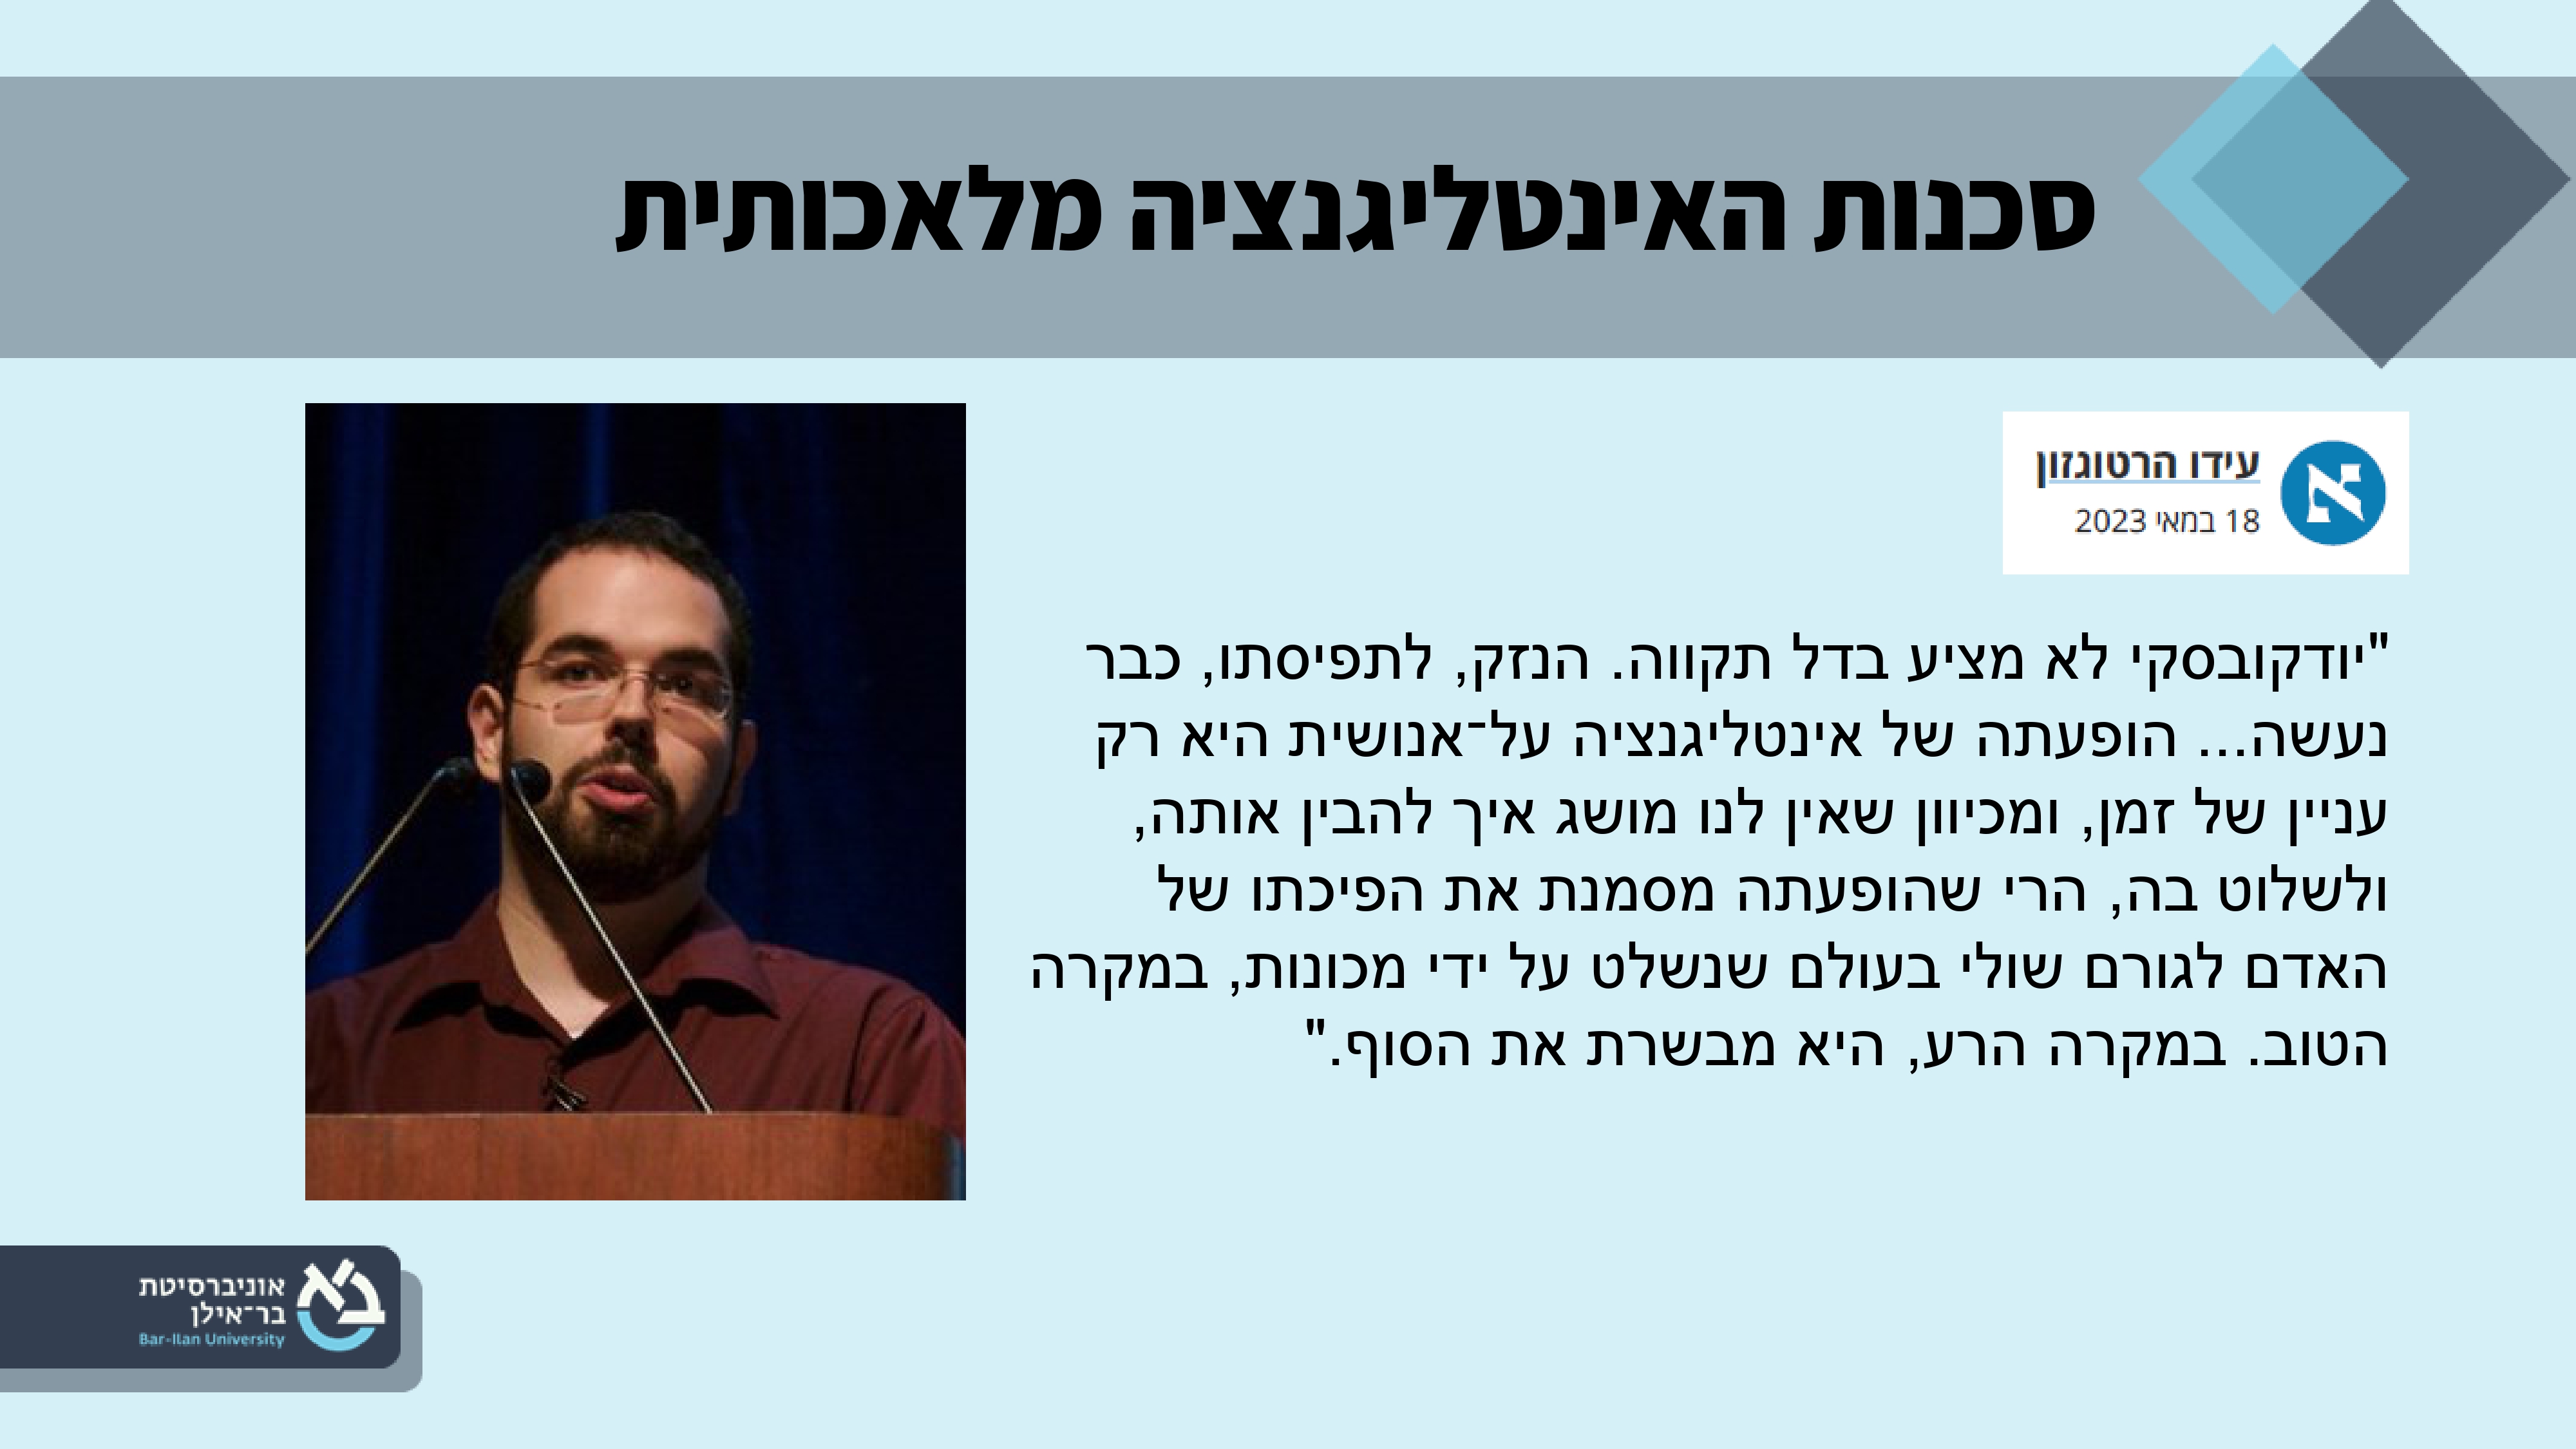 סכנות האינטליגנציה מלאכותית
עידו הרטוגזון
18 במאי 2023
"יודקובסקי לא מציע בדל תקווה. הנזק, לתפיסתו, כבר
נעשה... הופעתה של אינטליגנציה על־אנושית היא רק
עניין של זמן, ומכיוון שאין לנו מושג איך להבין אותה,
ולשלוט בה, הרי שהופעתה מסמנת את הפיכתו של
האדם לגורם שולי בעולם שנשלט על ידי מכונות, במקרה
הטוב. במקרה הרע, היא מבשרת את הסוף."
אוניברסיטת
בר־אילן
Bar-Ilan University